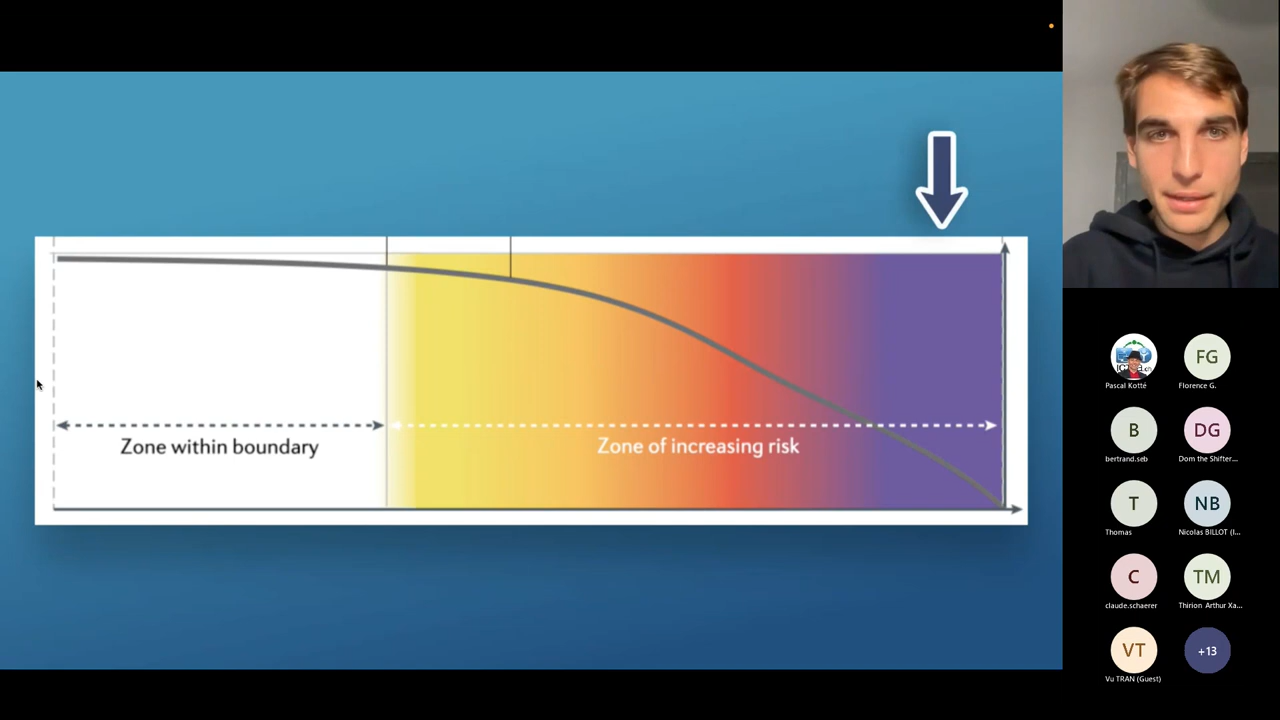 Zone within boundary
Zone of increasing risk
FG
Pascal Kotté
Florence G.
B
DG
bertrand.seb
Dom the Shifter...
T
NB
Thomas
Nicolas BILLOT (I...
C
TM
claude.schaerer
Thirion Arthur Xa...
VT
+13
Vu TRAN (Guest)